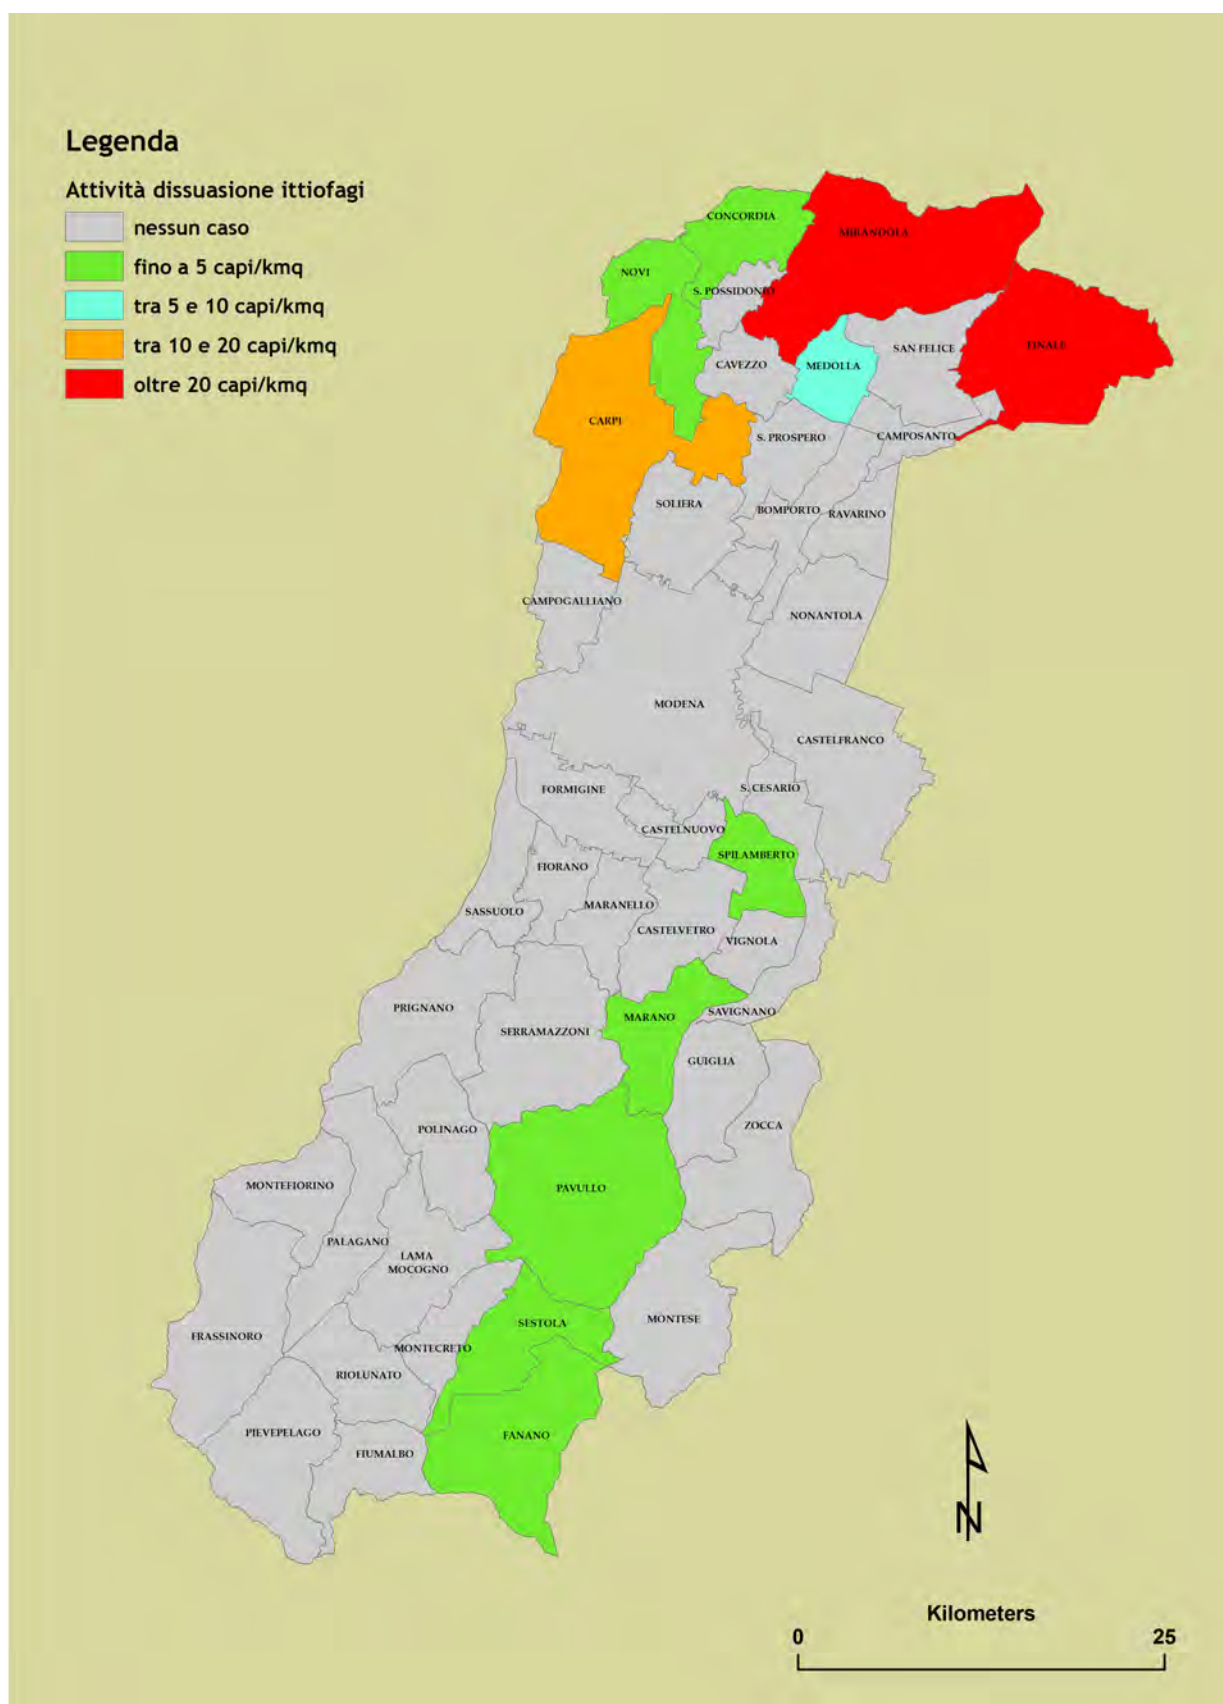 Legenda
Attività dissuasione ittiofagi
nessun caso
fino a 5 capi/kmq
tra 5 e 10 capi/kmq
tra 10 e 20 capi/kmq
oltre 20 capi/kmq
CONCORDIA
MIRANDOLA
NOVI
S. POSSIDONIO
FINALE
SAN FELICE
CAVEZZO
MEDOLLA
CARPI
S. PROSPERO
CAMPOSANTO
SOLIERA
BOMPORTO
RAVARINO
CAMPOGALLIANO
NONANTOLA
MODENA
CASTELFRANCO
FORMIGINE
S. CESARIO
CASTELNUOVO
SPILAMBERTO
FIORANO
MARANELLO
SASSUOLO
CASTELVETRO
VIGNOLA
PRIGNANO
MARANO
SAVIGNANO
SERRAMAZZONI
GUIGLIA
POLINAGO
ZOCCA
MONTEFIORINO
PAVULLO
PALAGANO
LAMA
MOCOGNO
SESTOLA
MONTESE
FRASSINORO
MONTECRETO
RIOLUNATO
PIEVEPELAGO
FANANO
FIUMALBO
N
Kilometers
0
25